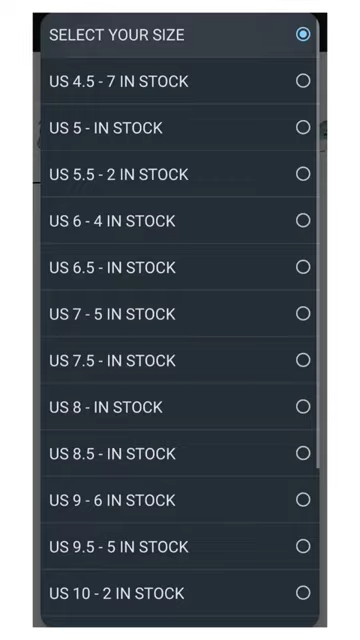 SELECT YOUR SIZE
US 4.5 - 7 IN STOCK
US 5 - IN STOCK
US 5.5 - 2 IN STOCK
US 6 - 4 IN STOCK
US 6.5 - IN STOCK
US 7 - 5 IN STOCK
US 7.5 - IN STOCK
US 8 - IN STOCK
US 8.5 - IN STOCK
US 9 - 6 IN STOCK
US 9.5 - 5 IN STOCK
US 10 - 2 IN STOCK